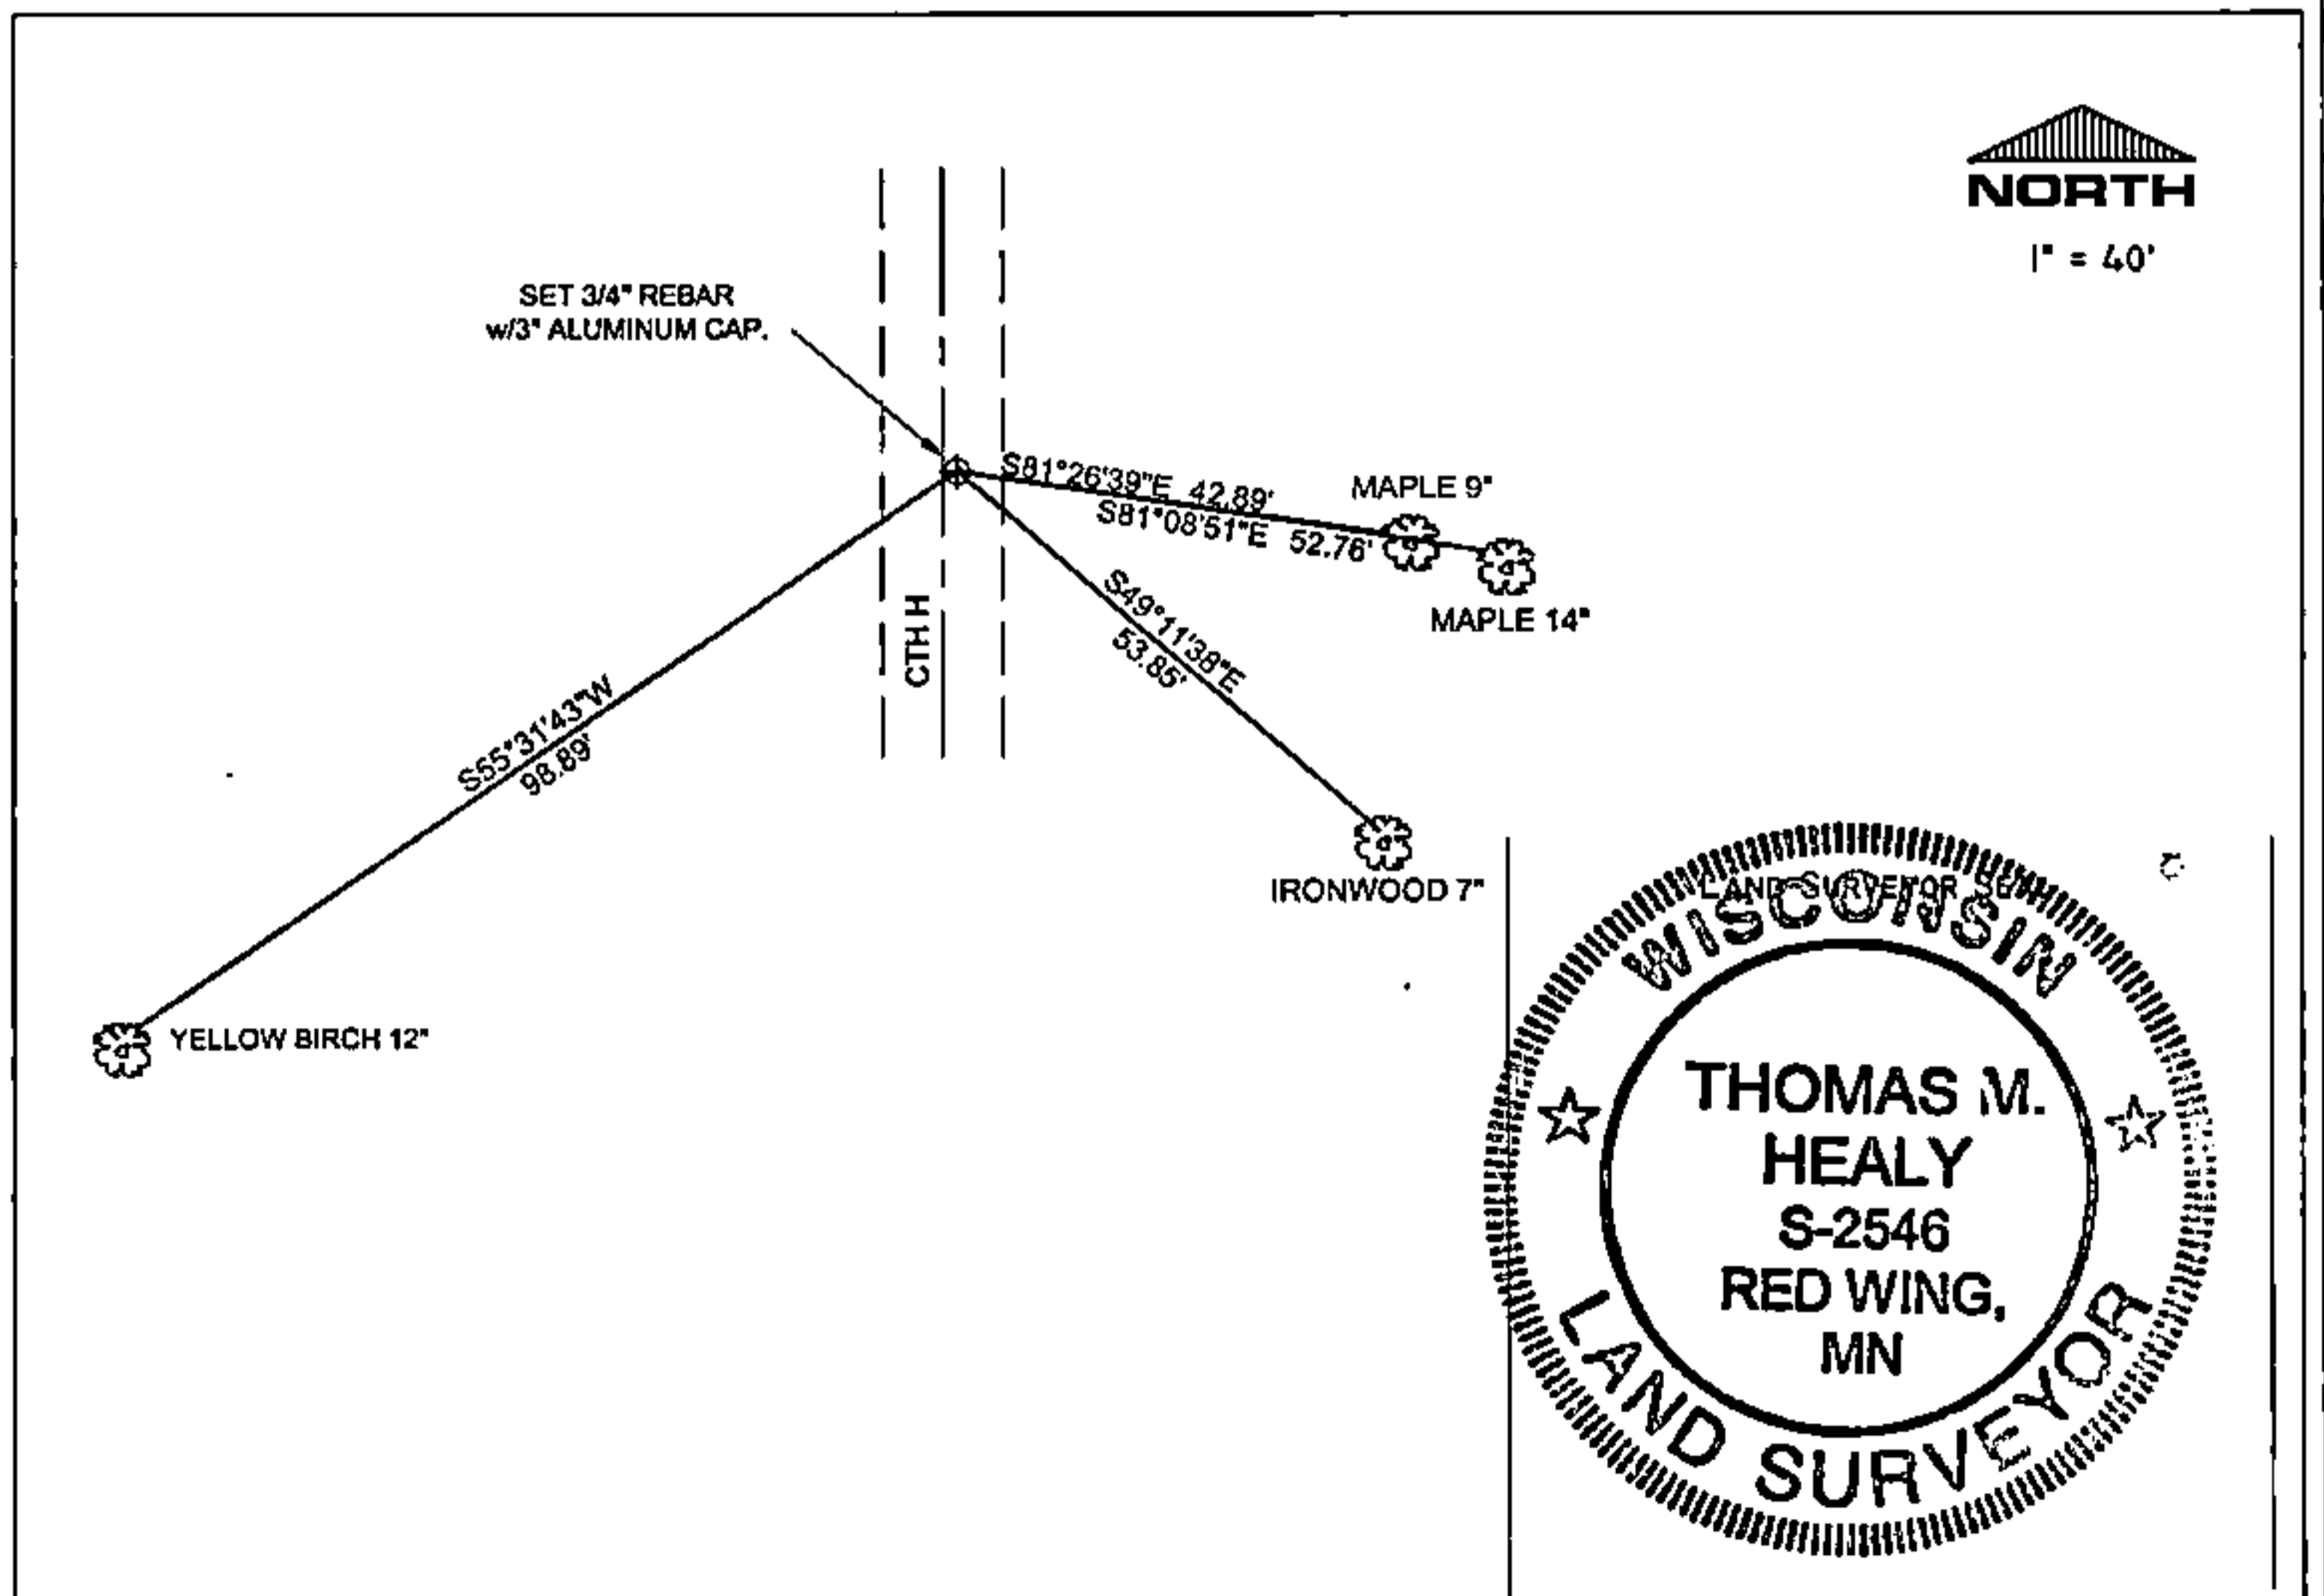 NORTH
1" = 40'
SET 3/4" REBAR
w/3" ALUMINUM CAP.
S81°26'39"E 42.89'
MAPLE 9"
S81°08'51"E 52.76'
MAPLE 14"
S49°11'38"E
53.85'
CTH H
S55°31'43"W
98.89'
IRONWOOD 7"
YELLOW BIRCH 12"
LAND SURVEYOR
WISCONSIN
THOMAS M.
HEALY
S-2546
RED WING,
MN
LAND SURVEYOR